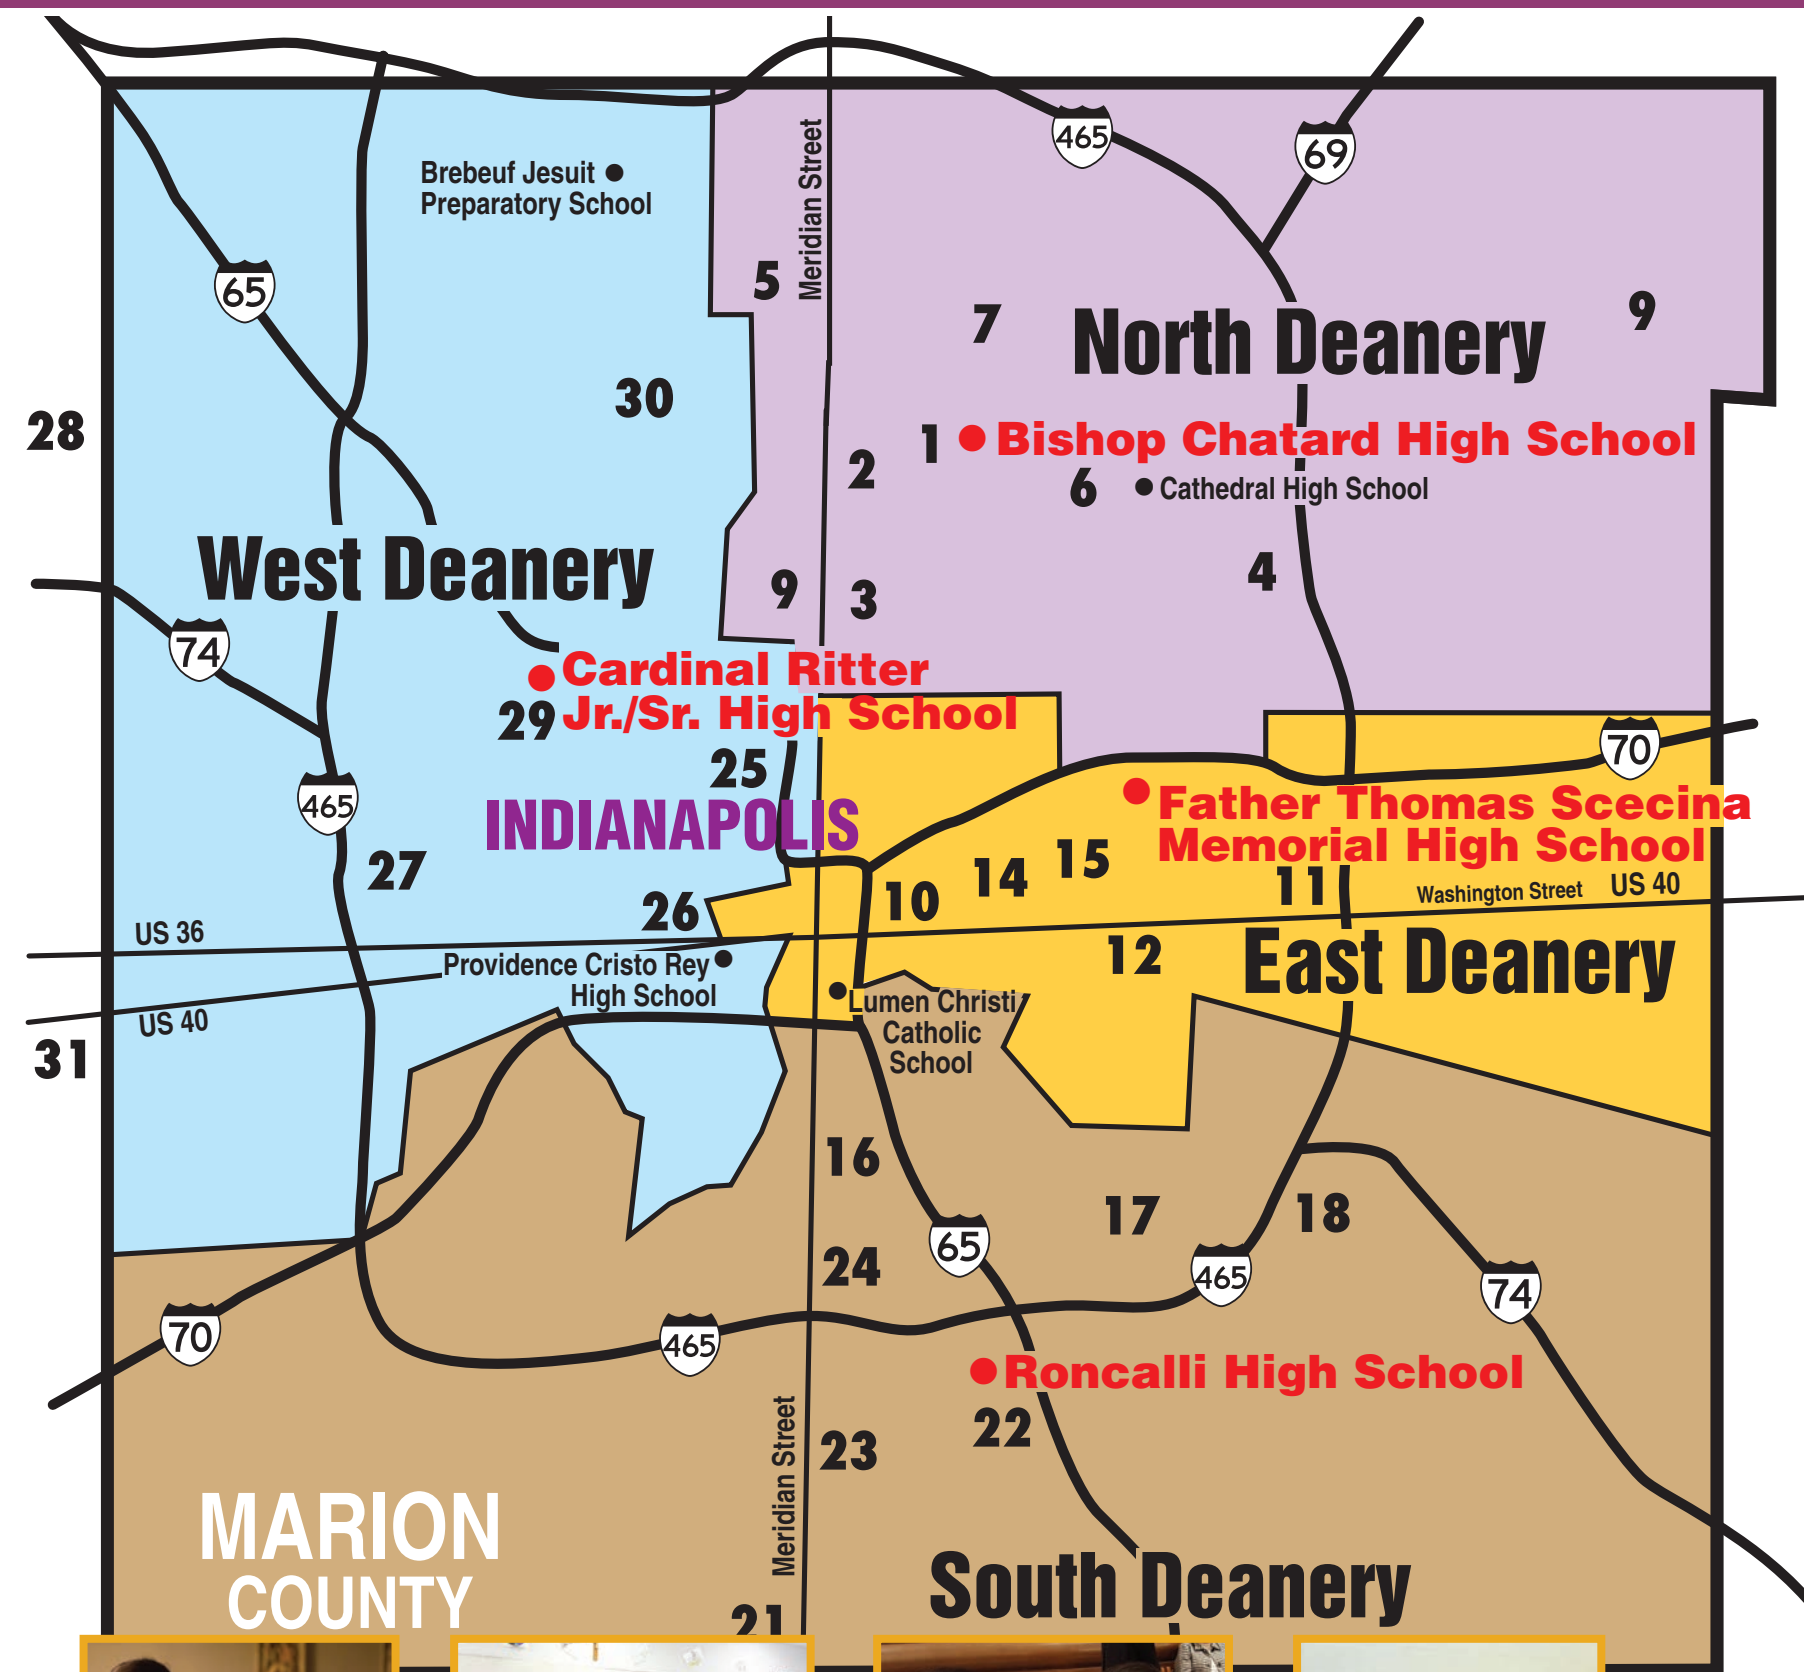 465
69
Meridian Street
Brebeuf Jesuit
Preparatory School
65
5
7
North Deanery
9
30
28
1
Bishop Chatard High School
2
6
Cathedral High School
West Deanery
4
9
3
74
Cardinal Ritter
29
Jr./Sr. High School
70
25
465
INDIANAPOLIS
Father Thomas Scecina
Memorial High School
27
15
14
11
10
Washington Street
US 40
26
US 36
12
East Deanery
Providence Cristo Rey
High School
Lumen Christi
Catholic
School
US 40
31
16
17
18
65
24
465
74
70
465
Roncalli High School
22
23
Meridian Street
MARION
COUNTY
South Deanery
21